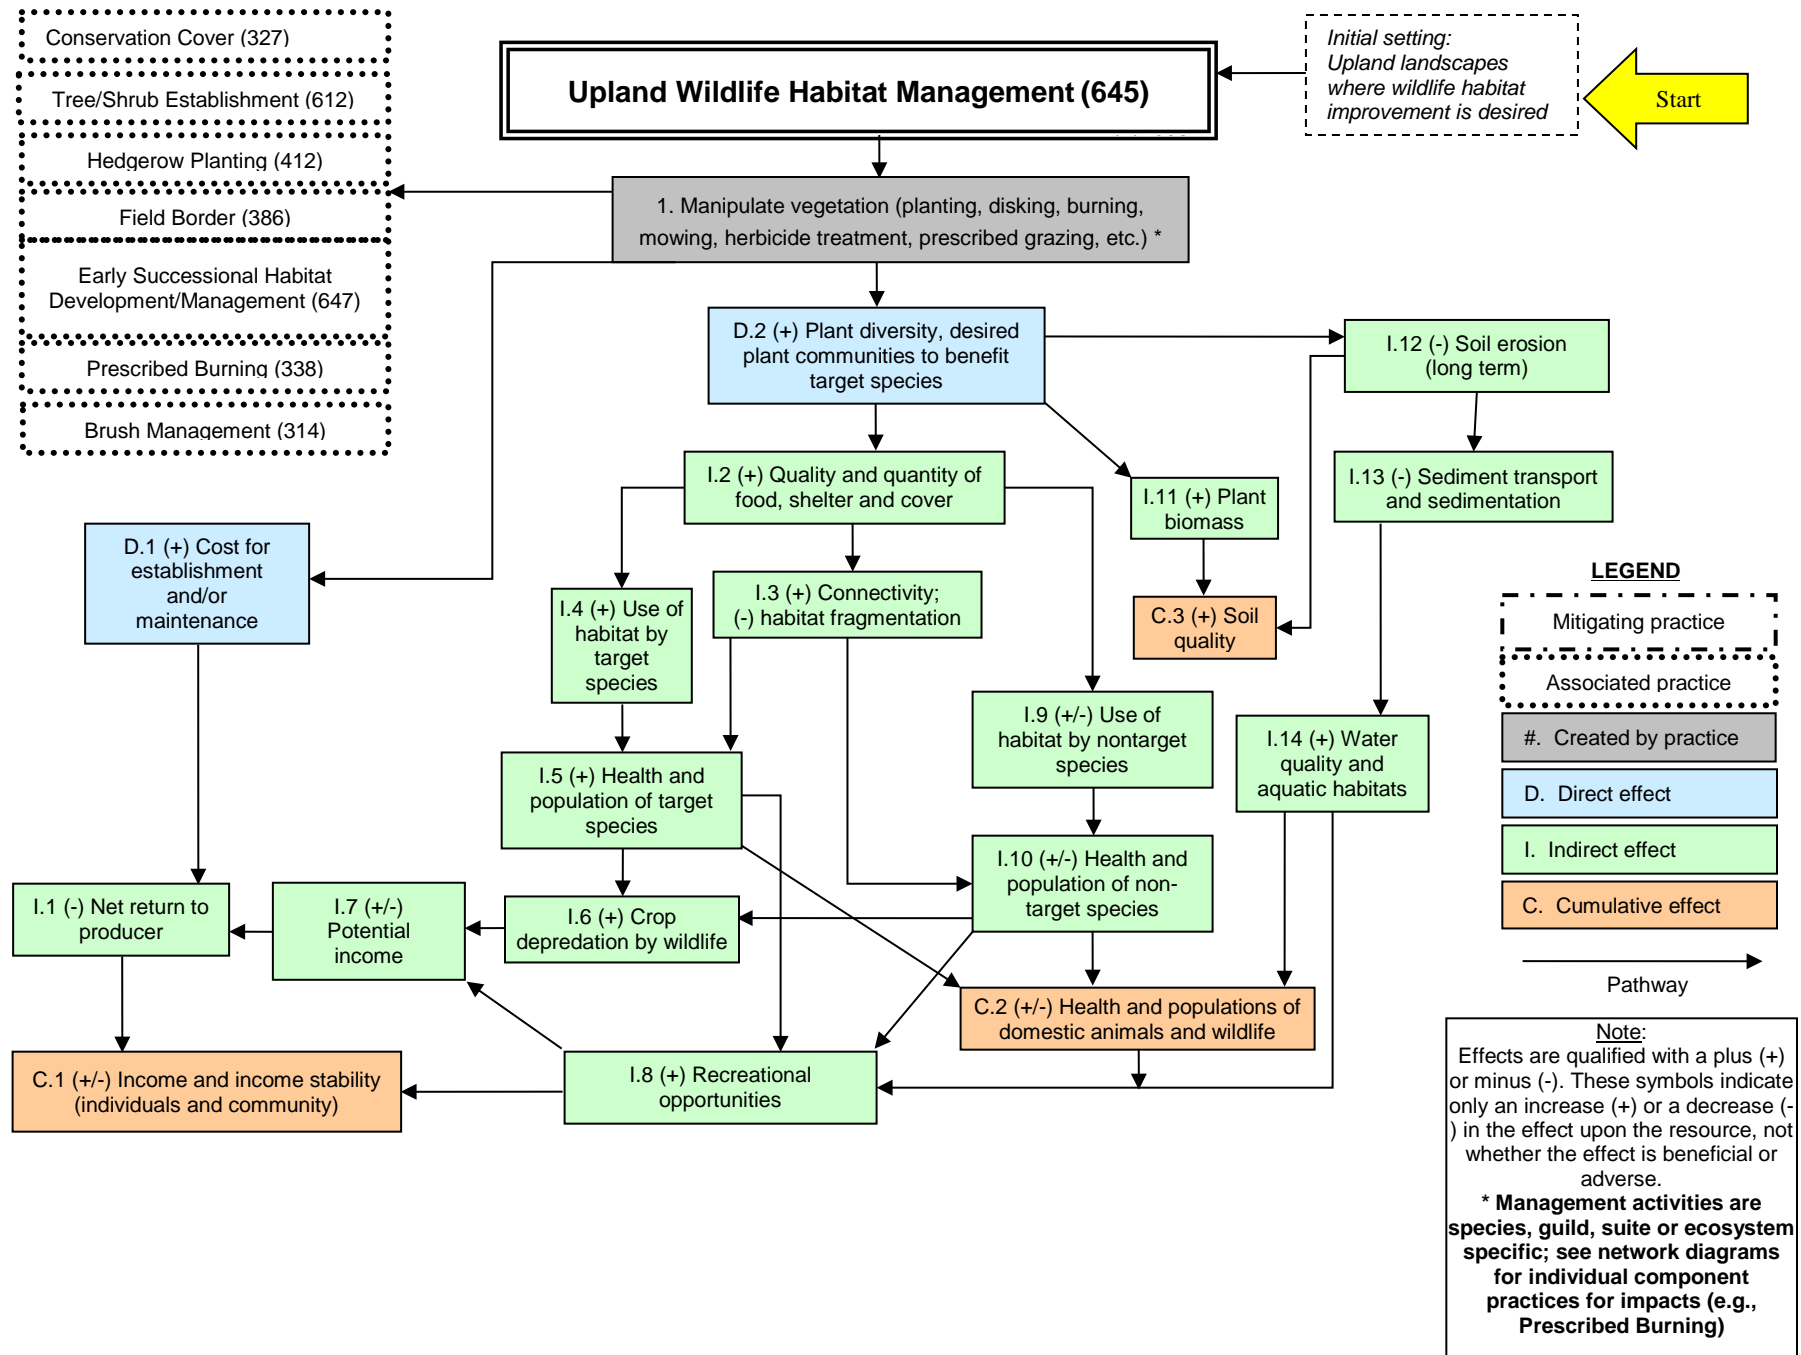 Conservation Cover (327)
Tree/Shrub Establishment (612)
Hedgerow Planting (412)
Field Border (386)
Early Successional Habitat
Development/Management (647)
Prescribed Burning (338)
Brush Management (314)
Upland Wildlife Habitat Management (645)
Initial setting:
Upland landscapes
where wildlife habitat
improvement is desired
Start
1. Manipulate vegetation (planting, disking, burning,
mowing, herbicide treatment, prescribed grazing, etc.) *
D.2 (+) Plant diversity, desired
plant communities to benefit
target species
I.12 (-) Soil erosion
(long term)
I.2 (+) Quality and quantity of
food, shelter and cover
I.11 (+) Plant
biomass
I.13 (-) Sediment transport
and sedimentation
D.1 (+) Cost for
establishment
and/or
maintenance
I.4 (+) Use of
habitat by
target
species
I.3 (+) Connectivity;
(-) habitat fragmentation
C.3 (+) Soil
quality
I.9 (+/-) Use of
habitat by nontarget
species
I.14 (+) Water
quality and
aquatic habitats
I.5 (+) Health and
population of target
species
I.10 (+/-) Health and
population of non-
target species
I.1 (-) Net return to
producer
I.7 (+/-)
Potential
income
I.6 (+) Crop
depredation by wildlife
C.2 (+/-) Health and populations of
domestic animals and wildlife
C.1 (+/-) Income and income stability
(individuals and community)
I.8 (+) Recreational
opportunities
LEGEND
Mitigating practice
Associated practice
#. Created by practice
D. Direct effect
I. Indirect effect
C. Cumulative effect
Pathway
Note:
Effects are qualified with a plus (+)
or minus (-). These symbols indicate
only an increase (+) or a decrease (-
) in the effect upon the resource, not
whether the effect is beneficial or
adverse.
* Management activities are
species, guild, suite or ecosystem
specific; see network diagrams
for individual component
practices for impacts (e.g.,
Prescribed Burning)